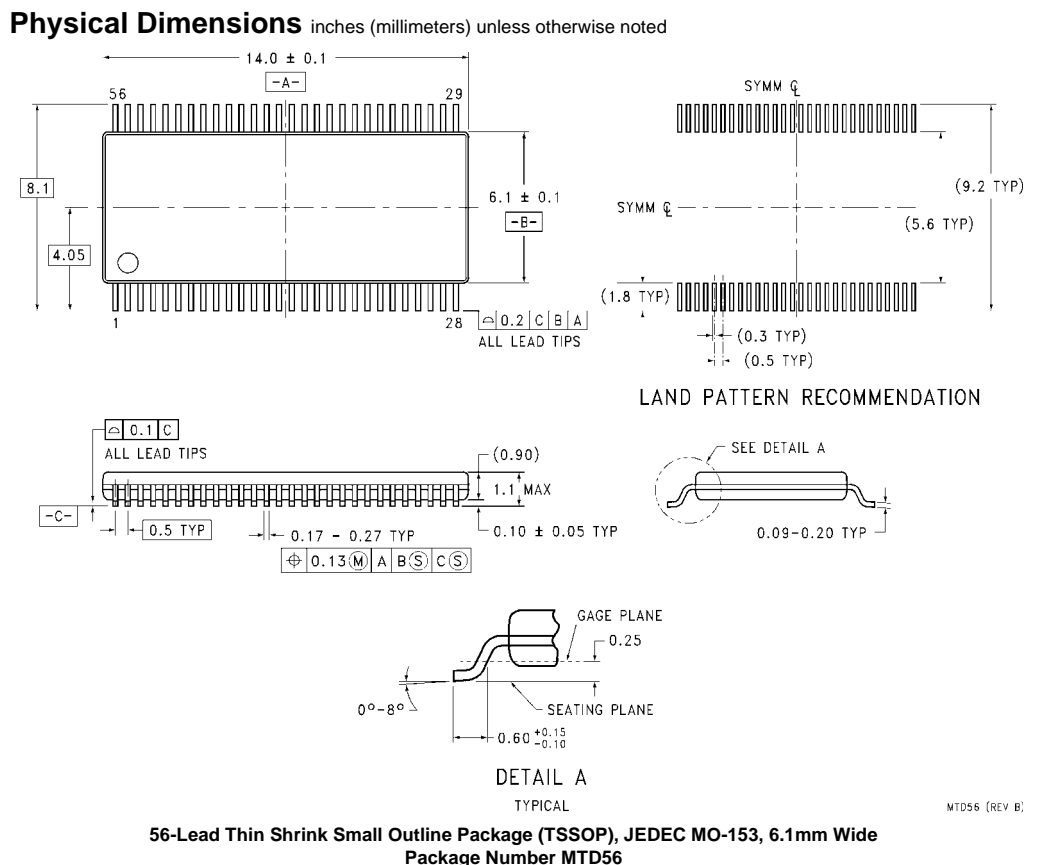 Physical Dimensions inches (millimeters) unless otherwise noted
14.0 ± 0.1
-A-
56
29
8.1
4.05
6.1 ± 0.1
-B-
1
28
⌓ 0.2 C B A
ALL LEAD TIPS
SYMM ℄
SYMM ℄
(9.2 TYP)
(5.6 TYP)
(1.8 TYP)
(0.3 TYP)
(0.5 TYP)
LAND PATTERN RECOMMENDATION
⌓ 0.1 C
ALL LEAD TIPS
(0.90)
1.1 MAX
-C-
0.5 TYP
0.17 - 0.27 TYP
0.10 ± 0.05 TYP
⌖ 0.13 Ⓜ A B Ⓢ C Ⓢ
SEE DETAIL A
0.09-0.20 TYP
GAGE PLANE
0.25
0°-8°
SEATING PLANE
0.60 +0.15 -0.10
DETAIL A
TYPICAL
MTD56 (REV B)
56-Lead Thin Shrink Small Outline Package (TSSOP), JEDEC MO-153, 6.1mm Wide
Package Number MTD56